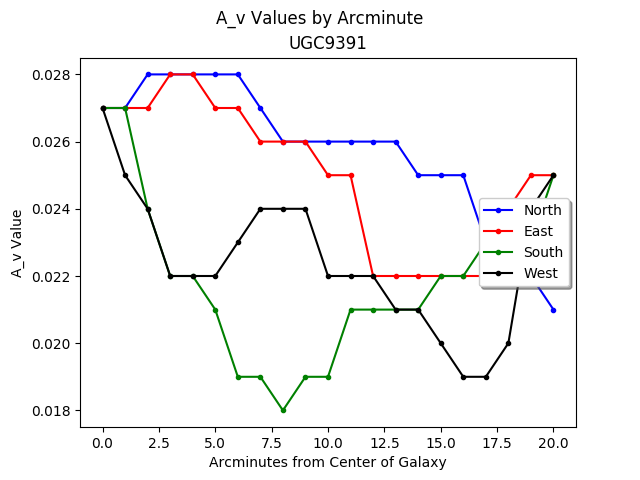 A_v Values by Arcminute
UGC9391
0.028
0.026
0.024
0.022
0.020
0.018
A_v Value
North
East
South
West
0.0 2.5 5.0 7.5 10.0 12.5 15.0 17.5 20.0
Arcminutes from Center of Galaxy